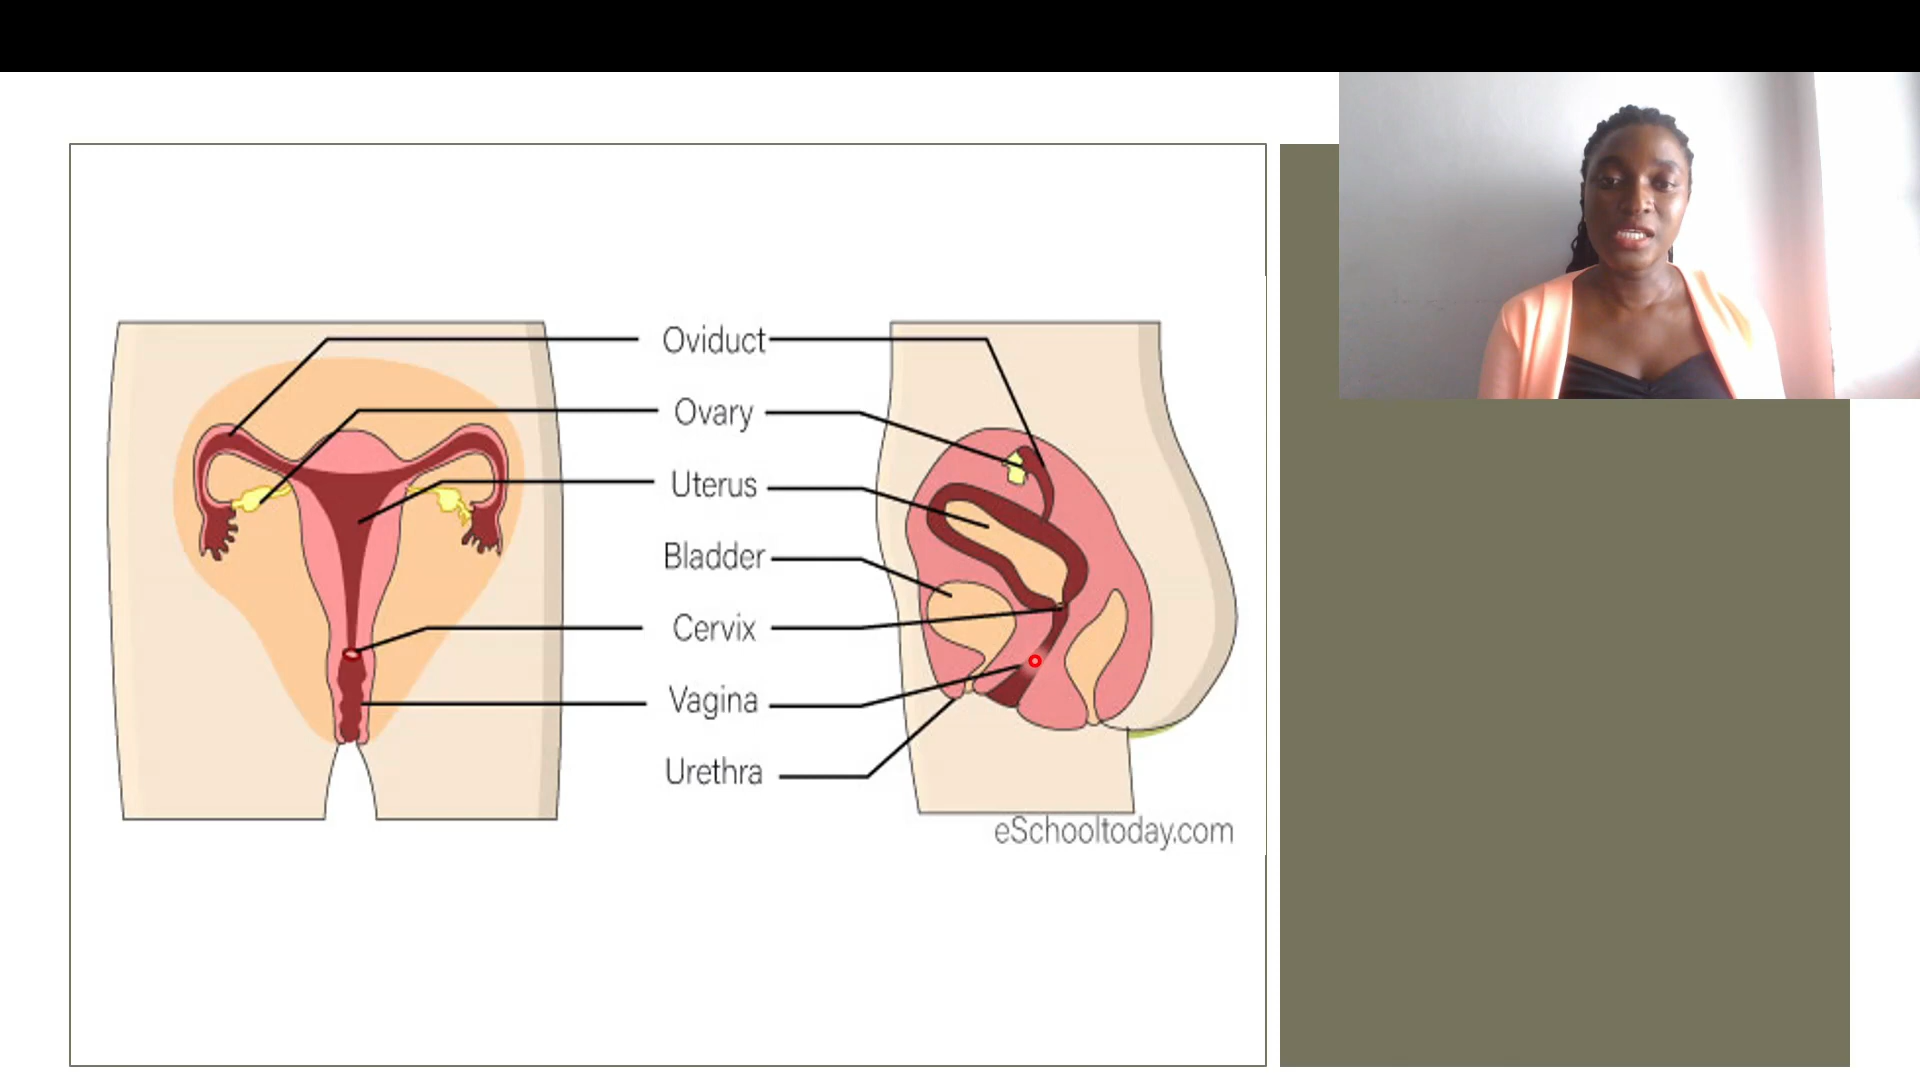 Oviduct
Ovary
Uterus
Bladder
Cervix
Vagina
Urethra
eSchooltoday.com